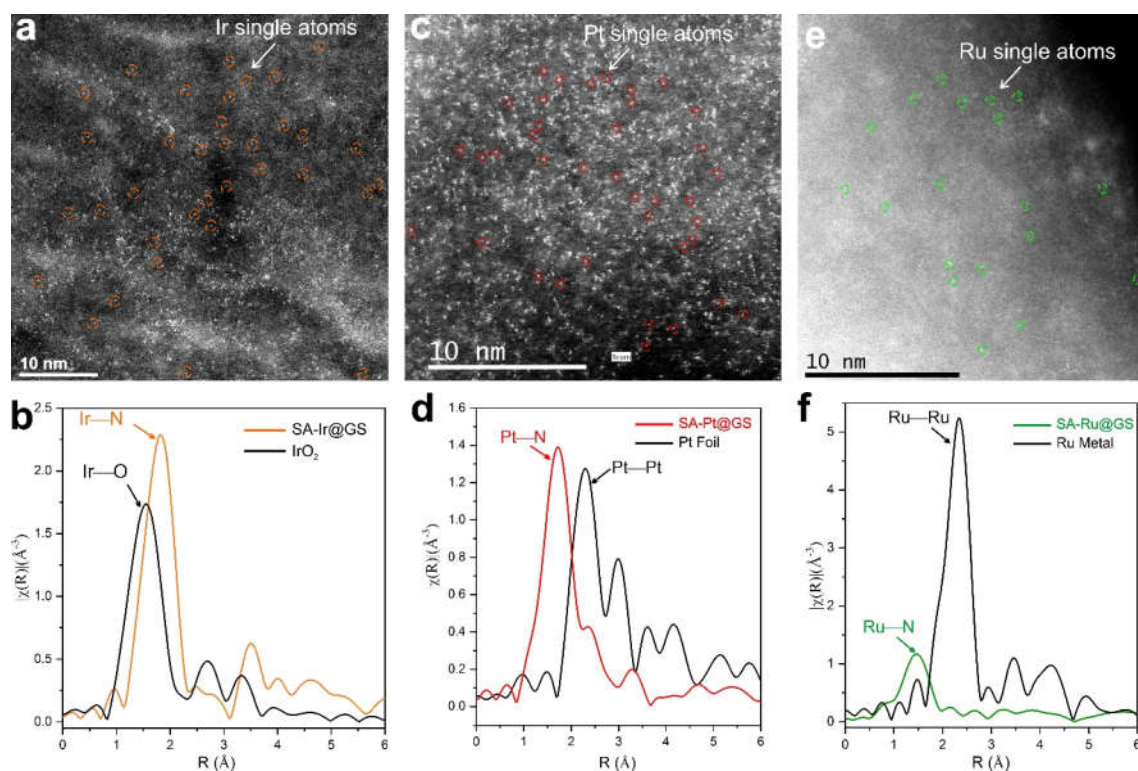 a
Ir single atoms
10 nm
c
Pt single atoms
10 nm
e
Ru single atoms
10 nm
b
2.5
2.0
1.5
1.0
0.5
0.0
|χ(R)|(Å⁻³)
Ir—N
Ir—O
SA-Ir@GS
IrO₂
0 1 2 3 4 5 6
R (Å)
d
1.6
1.4
1.2
1.0
0.8
0.6
0.4
0.2
0.0
χ(R)|(Å⁻³)
Pt—N
Pt—Pt
SA-Pt@GS
Pt Foil
0 1 2 3 4 5 6
R (Å)
f
5
4
3
2
1
0
|χ(R)|(Å⁻³)
Ru—Ru
Ru—N
SA-Ru@GS
Ru Metal
0 1 2 3 4 5 6
R (Å)